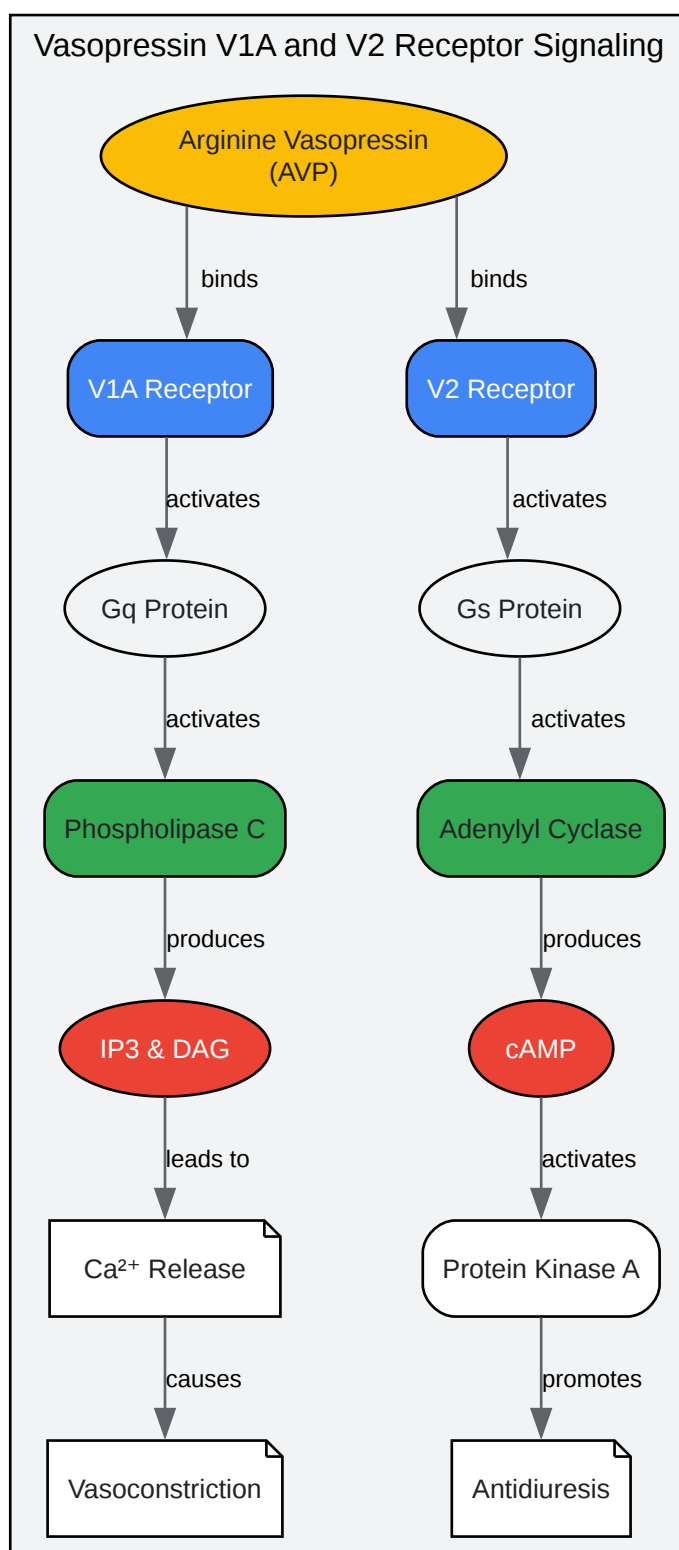 Vasopressin V1A and V2 Receptor Signaling
Arginine Vasopressin
(AVP)
binds
binds
V1A Receptor
V2 Receptor
activates
activates
Gq Protein
Gs Protein
activates
activates
Phospholipase C
Adenylyl Cyclase
produces
produces
IP3 & DAG
cAMP
leads to
activates
Ca²⁺ Release
Protein Kinase A
causes
promotes
Vasoconstriction
Antidiuresis